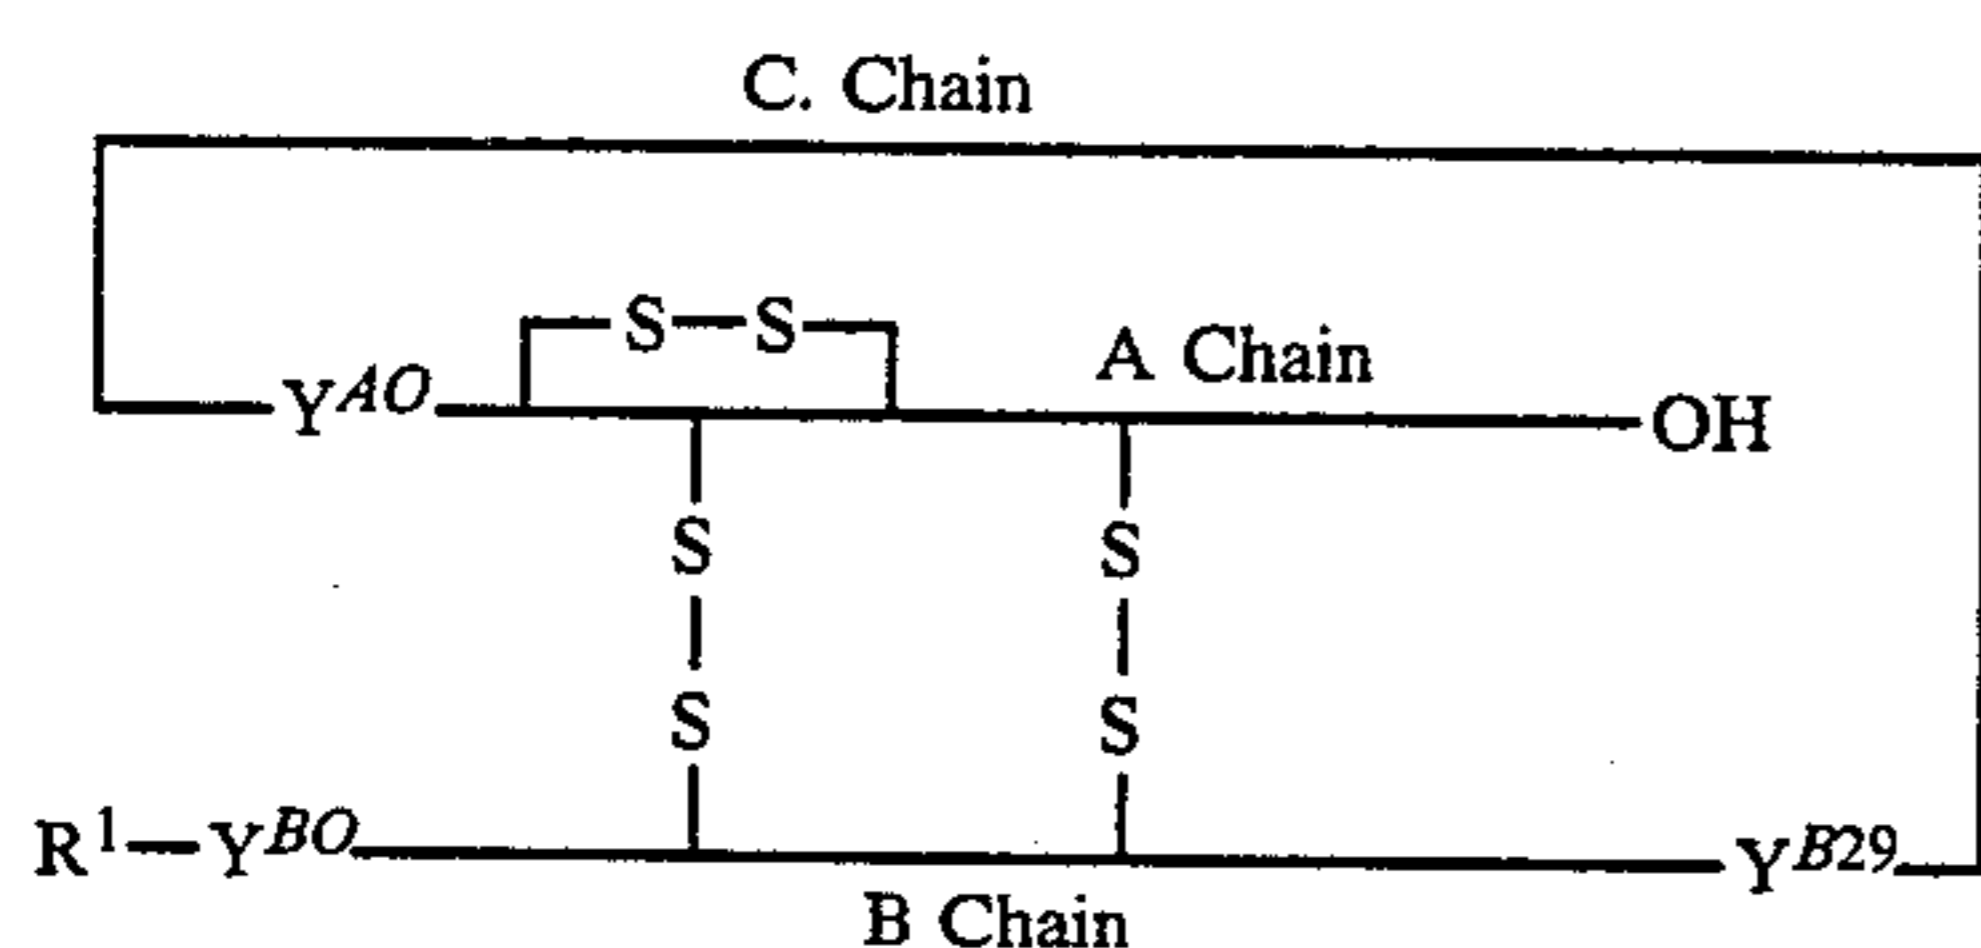 C. Chain
S—S
A Chain
Y^AO
OH
S S
S S
R^1—Y^BO
Y^B29
B Chain